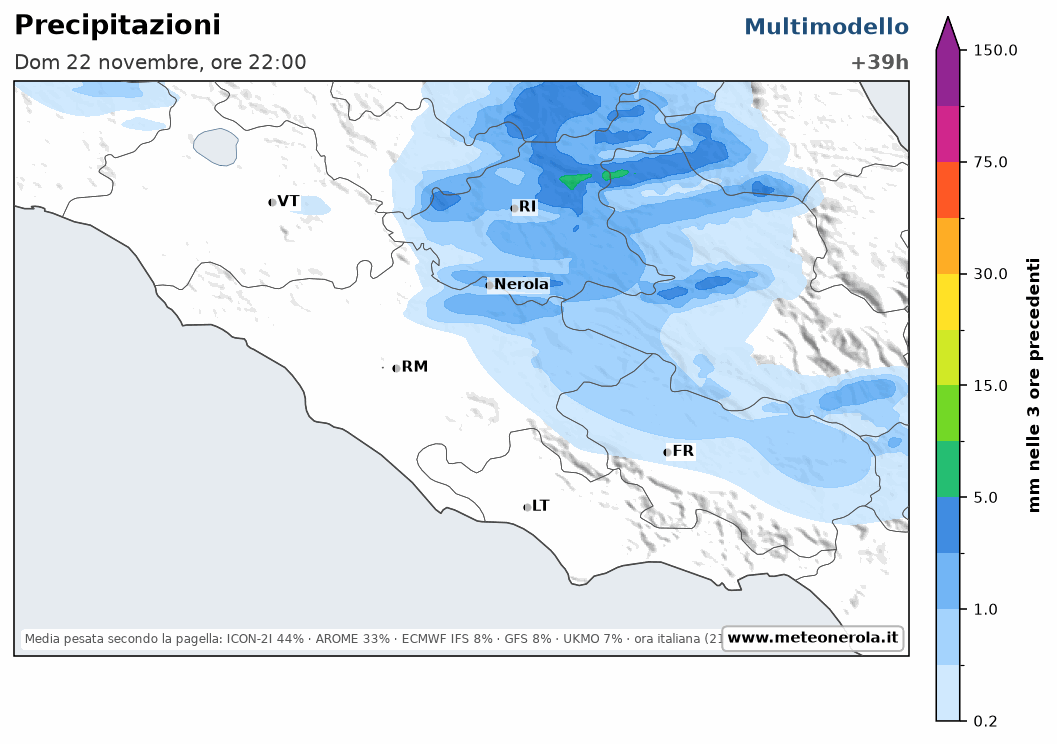 Precipitazioni
Multimodello
Dom 22 novembre, ore 22:00
+39h
150.0
75.0
30.0
15.0
5.0
1.0
0.2
mm nelle 3 ore precedenti
VT
RI
Nerola
RM
FR
LT
Media pesata secondo la pagella: ICON-2I 44% · AROME 33% · ECMWF IFS 8% · GFS 8% · UKMO 7% · ora italiana (21
www.meteonerola.it